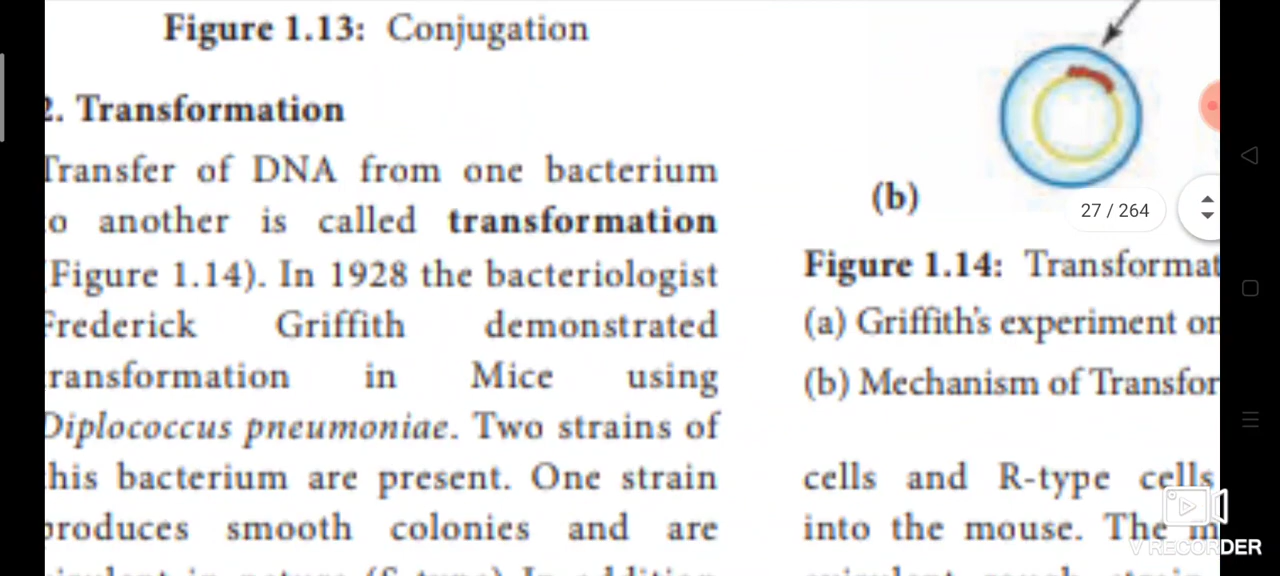 Figure 1.13: Conjugation
2. Transformation
Transfer of DNA from one bacterium
o another is called transformation
(Figure 1.14). In 1928 the bacteriologist
Frederick Griffith demonstrated
ransformation in Mice using
Diplococcus pneumoniae. Two strains of
his bacterium are present. One strain
produces smooth colonies and are
(b)
27 / 264
Figure 1.14: Transformat
(a) Griffith's experiment on
(b) Mechanism of Transfor
cells and R-type cells
into the mouse. The m
V RECORDER